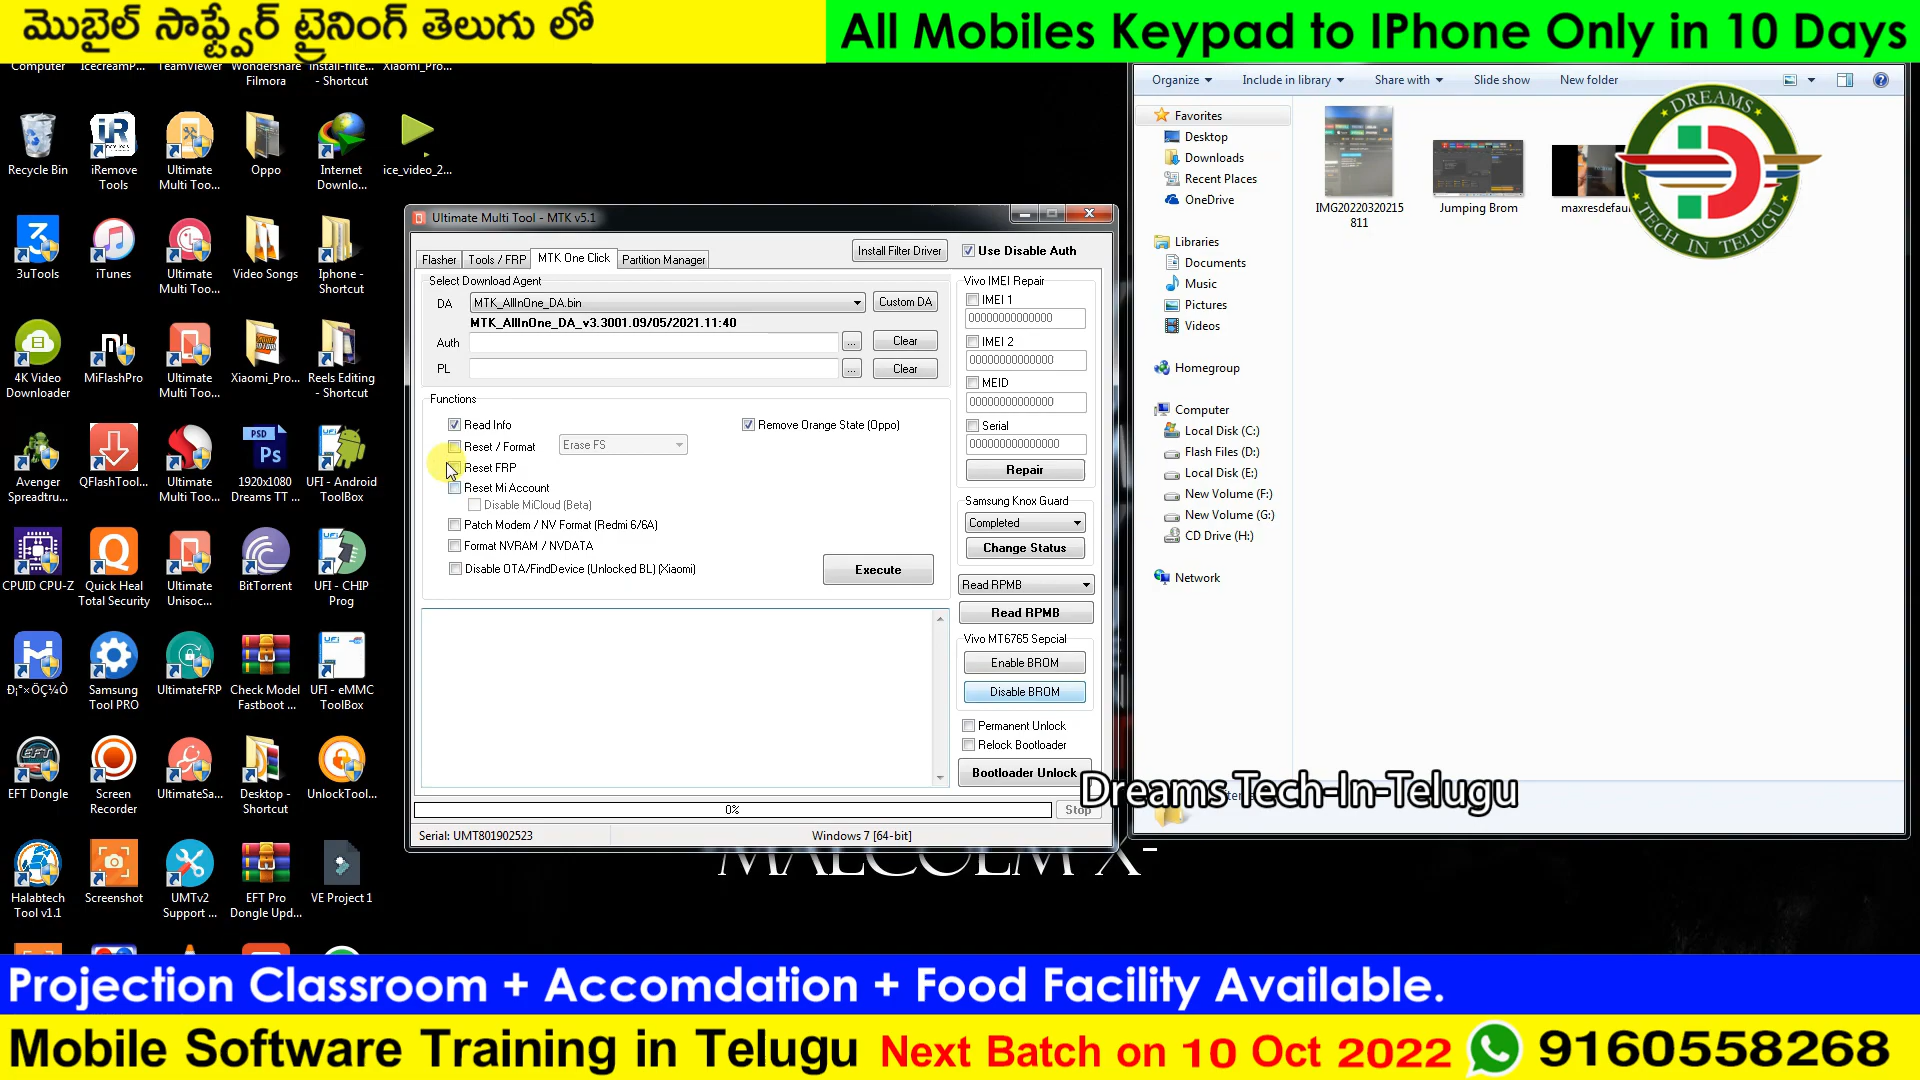 మొబైల్ సాఫ్ట్వేర్ ట్రైనింగ్ తెలుగు లో
All Mobiles Keypad to IPhone Only in 10 Days
Computer
IcecreamP...
TeamViewer
Wondershare
Filmora
install-filte...
- Shortcut
Xiaomi_Pro...
Recycle Bin
iRemove
Tools
Ultimate
Multi Too...
Oppo
Internet
Downlo...
ice_video_2...
3uTools
iTunes
Ultimate
Multi Too...
Video Songs
Iphone -
Shortcut
4K Video
Downloader
MiFlashPro
Ultimate
Multi Too...
Xiaomi_Pro...
Reels Editing
- Shortcut
Avenger
Spreadtru...
QFlashTool...
Ultimate
Multi Too...
PSD
Ps
1920x1080
Dreams TT ...
UFI - Android
ToolBox
CPUID CPU-Z
Quick Heal
Total Security
Ultimate
Unisoc...
BitTorrent
UFI - CHIP
Prog
Ð¡°×ÖÇ¼Ò
Samsung
Tool PRO
UltimateFRP
Check Model
Fastboot ...
UFI - eMMC
ToolBox
EFT Dongle
Screen
Recorder
UltimateSa...
Desktop -
Shortcut
UnlockTool...
Halabtech
Tool v1.1
Screenshot
UMTv2
Support ...
EFT Pro
Dongle Upd...
VE Project 1
Ultimate Multi Tool - MTK v5.1
Flasher
Tools / FRP
MTK One Click
Partition Manager
Install Filter Driver
Use Disable Auth
Select Download Agent
DA
MTK_AllInOne_DA.bin
Custom DA
MTK_AllInOne_DA_v3.3001.09/05/2021.11:40
Auth
...
Clear
PL
...
Clear
Functions
Read Info
Remove Orange State (Oppo)
Reset / Format
Erase FS
Reset FRP
Reset Mi Account
Disable MiCloud (Beta)
Patch Modem / NV Format (Redmi 6/6A)
Format NVRAM / NVDATA
Disable OTA/FindDevice (Unlocked BL) (Xiaomi)
Execute
Vivo IMEI Repair
IMEI 1
00000000000000
IMEI 2
00000000000000
MEID
00000000000000
Serial
00000000000000
Repair
Samsung Knox Guard
Completed
Change Status
Read RPMB
Read RPMB
Vivo MT6765 Sepcial
Enable BROM
Disable BROM
Permanent Unlock
Relock Bootloader
Bootloader Unlock
0%
Stop
Serial: UMT801902523
Windows 7 [64-bit]
MALCOLM X-
Organize
Include in library
Share with
Slide show
New folder
Favorites
Desktop
Downloads
Recent Places
OneDrive
Libraries
Documents
Music
Pictures
Videos
Homegroup
Computer
Local Disk (C:)
Flash Files (D:)
Local Disk (E:)
New Volume (F:)
New Volume (G:)
CD Drive (H:)
Network
IMG20220320215
811
Jumping Brom
maxresdefau
DREAMS
TECH IN TELUGU
Dreams Tech-In-Telugu
Projection Classroom + Accomdation + Food Facility Available.
Mobile Software Training in Telugu Next Batch on 10 Oct 2022 9160558268